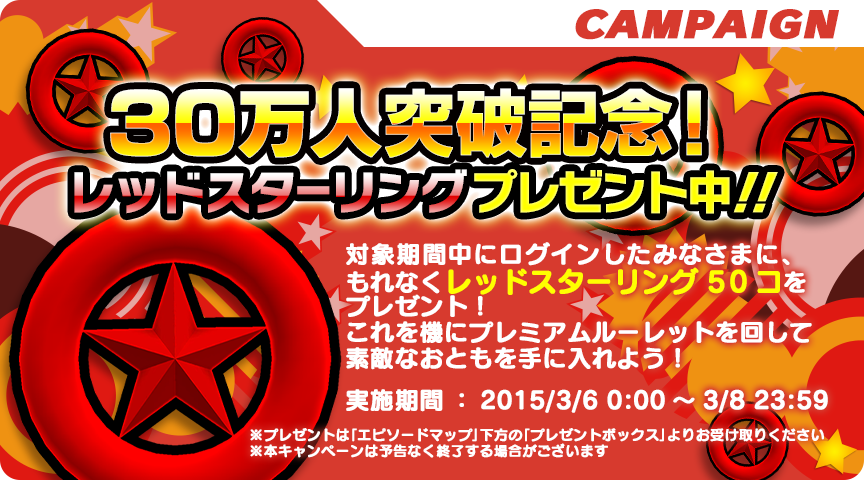 CAMPAIGN
30万人突破記念！
レッドスターリングプレゼント中!!
対象期間中にログインしたみなさまに、
もれなくレッドスターリング50コを
プレゼント！
これを機にプレミアムルーレットを回して
素敵なおともを手に入れよう！
実施期間 ： 2015/3/6 0:00 ～ 3/8 23:59
※プレゼントは「エピソードマップ」下方の「プレゼントボックス」よりお受け取りください
※本キャンペーンは予告なく終了する場合がございます